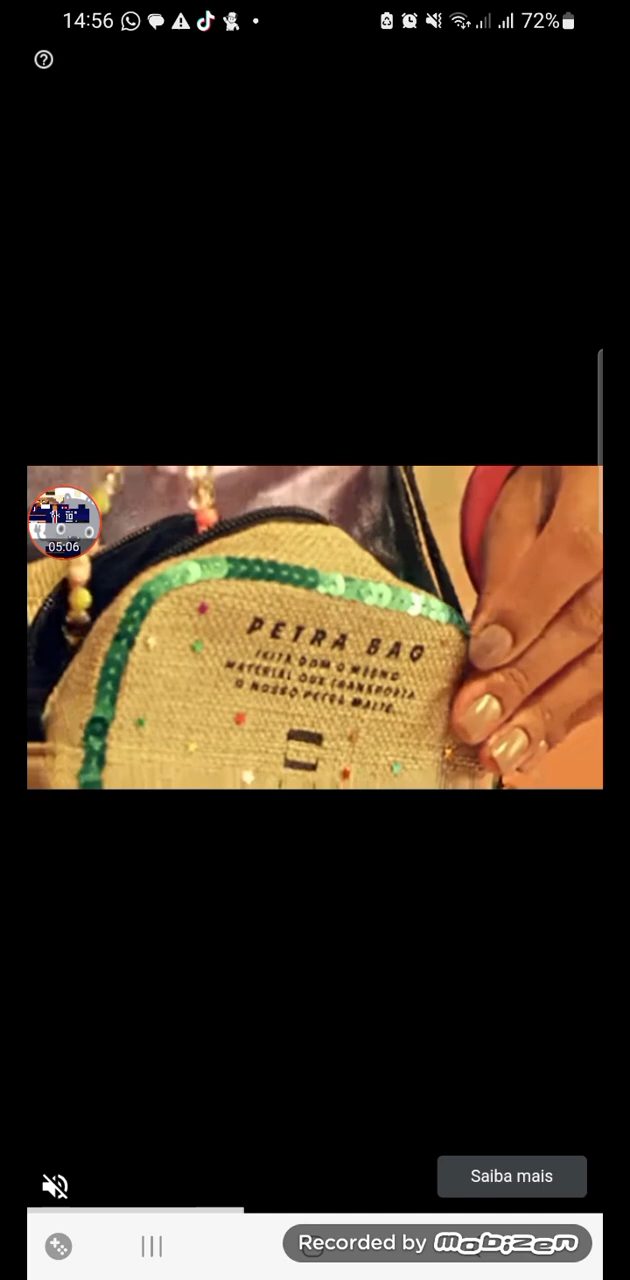 14:56
72%
05:06
PETRA BAG
FEITA COM O MESMO
MATERIAL QUE TRANSPORTA
O NOSSO PETRA MALTE.
Saiba mais
Recorded by mobizen